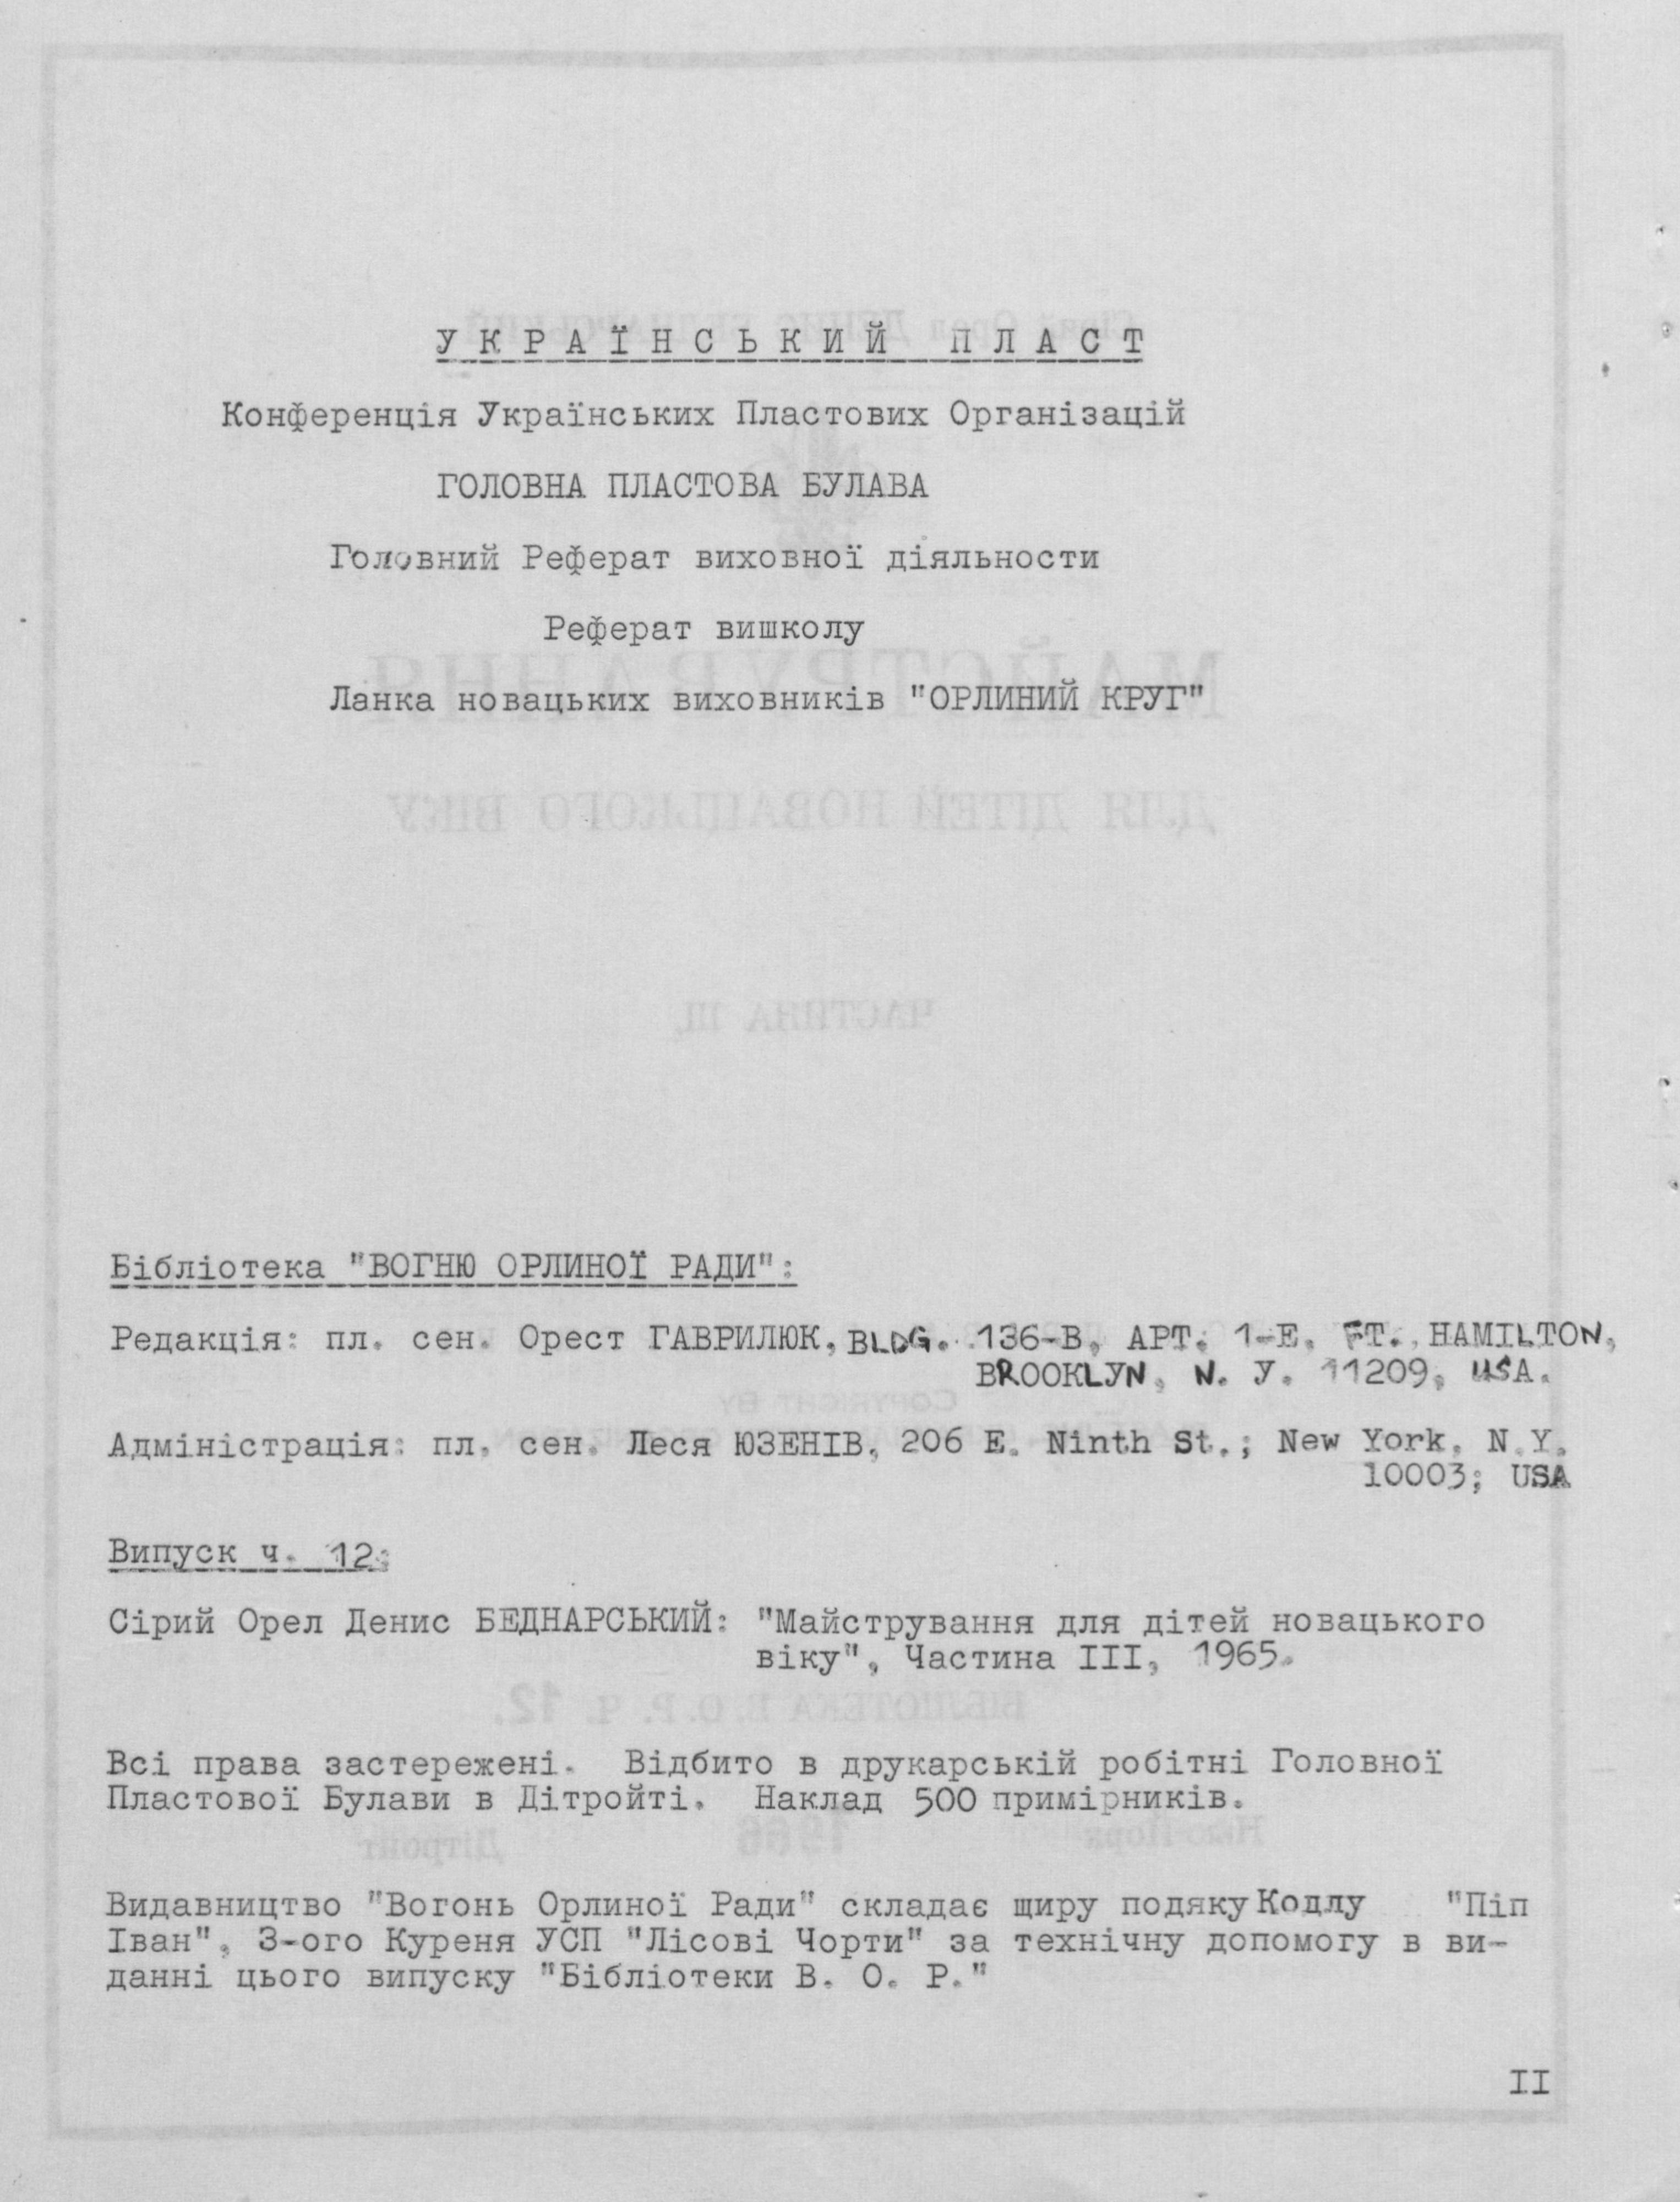 УКРАЇНСЬКИЙ ПЛАСТ
Конференція Українських Пластових Організацій
ГОЛОВНА ПЛАСТОВА БУЛАВА
Головний Реферат виховної діяльности
Реферат вишколу
Ланка новацьких виховників "ОРЛИНИЙ КРУГ"
Бібліотека "ВОГНЮ ОРЛИНОЇ РАДИ":
Редакція: пл. сен. Орест ГАВРИЛЮК, BLDG. 136-B, APT. 1-E, FT. HAMILTON,
BROOKLYN, N. Y. 11209, USA.
Адміністрація: пл. сен. Леся ЮЗЕНІВ, 206 E. Ninth St.; New York, N.Y.
10003; USA
Випуск ч. 12:
Сірий Орел Денис БЕДНАРСЬКИЙ: "Майстрування для дітей новацького
віку", Частина III, 1965.
Всі права застережені. Відбито в друкарській робітні Головної
Пластової Булави в Дітройті. Наклад 500 примірників.
Видавництво "Вогонь Орлиної Ради" складає щиру подяку Кодлу "Піп
Іван", 3-ого Куреня УСП "Лісові Чорти" за технічну допомогу в ви-
данні цього випуску "Бібліотеки В. О. Р."
II